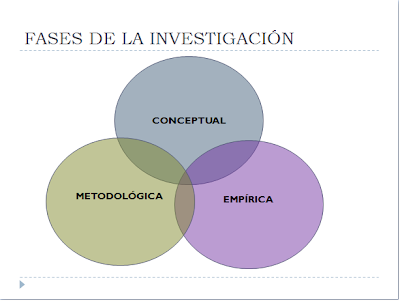 FASES DE LA INVESTIGACIÓN
CONCEPTUAL
METODOLÓGICA
EMPÍRICA